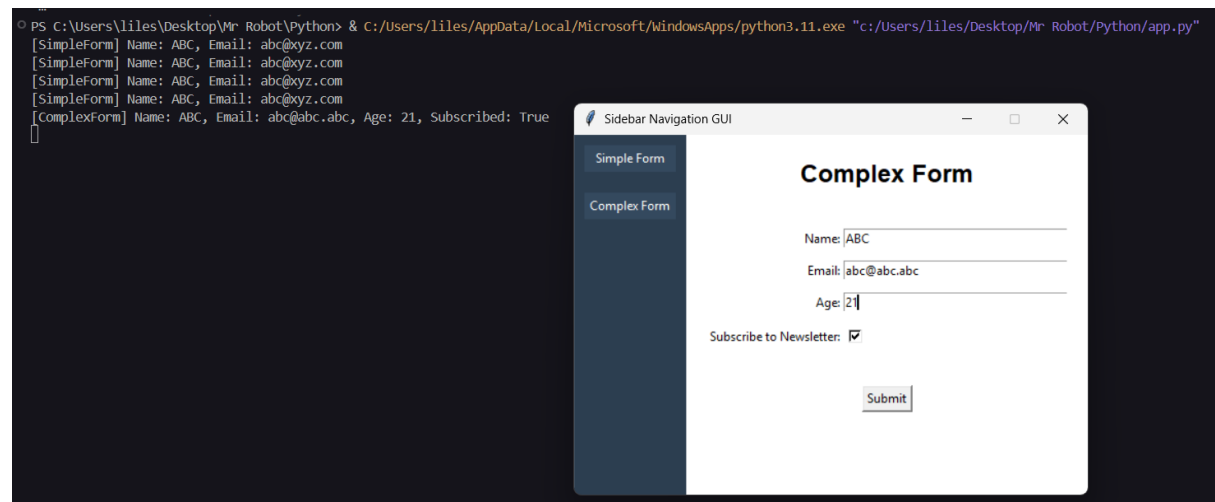 PS C:\Users\liles\Desktop\Mr Robot\Python> & C:/Users/liles/AppData/Local/Microsoft/WindowsApps/python3.11.exe "c:/Users/liles/Desktop/Mr Robot/Python/app.py"
[SimpleForm] Name: ABC, Email: abc@xyz.com
[SimpleForm] Name: ABC, Email: abc@xyz.com
[SimpleForm] Name: ABC, Email: abc@xyz.com
[SimpleForm] Name: ABC, Email: abc@xyz.com
[ComplexForm] Name: ABC, Email: abc@abc.abc, Age: 21, Subscribed: True
Sidebar Navigation GUI
Simple Form
Complex Form
Complex Form
Name: ABC
Email: abc@abc.abc
Age: 21
Subscribe to Newsletter:
Submit